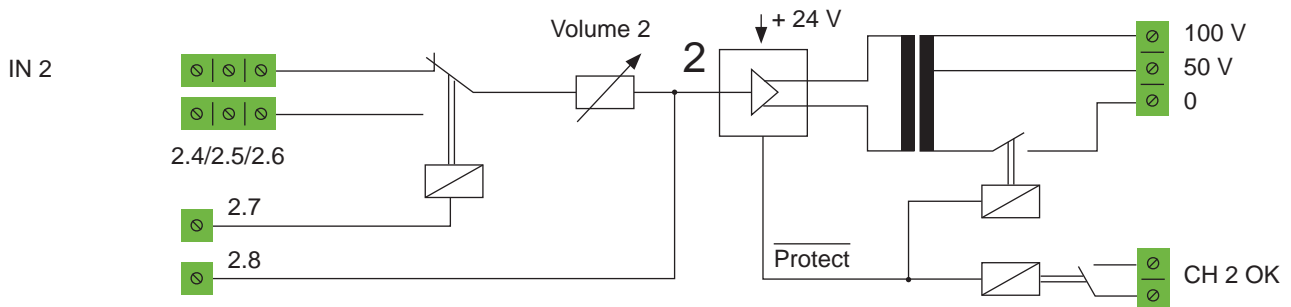 Volume 2
+ 24 V
100 V
IN 2
2
50 V
0
2.4/2.5/2.6
2.7
2.8
Protect
CH 2 OK